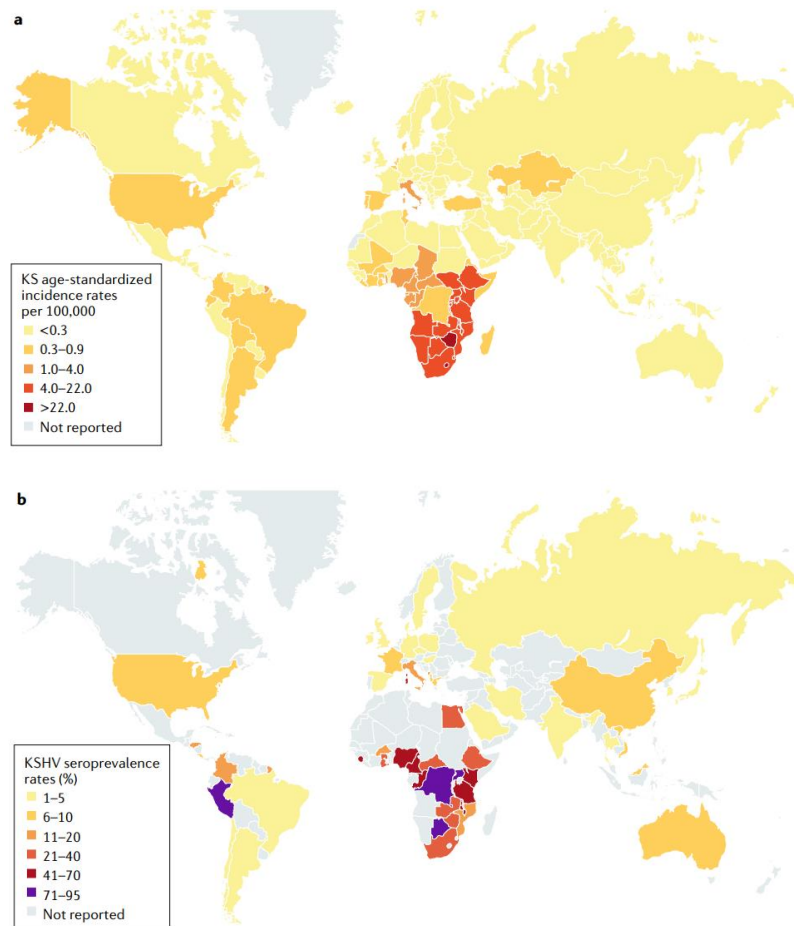 a
KS age-standardized
incidence rates
per 100,000
<0.3
0.3–0.9
1.0–4.0
4.0–22.0
>22.0
Not reported
b
KSHV seroprevalence
rates (%)
1–5
6–10
11–20
21–40
41–70
71–95
Not reported